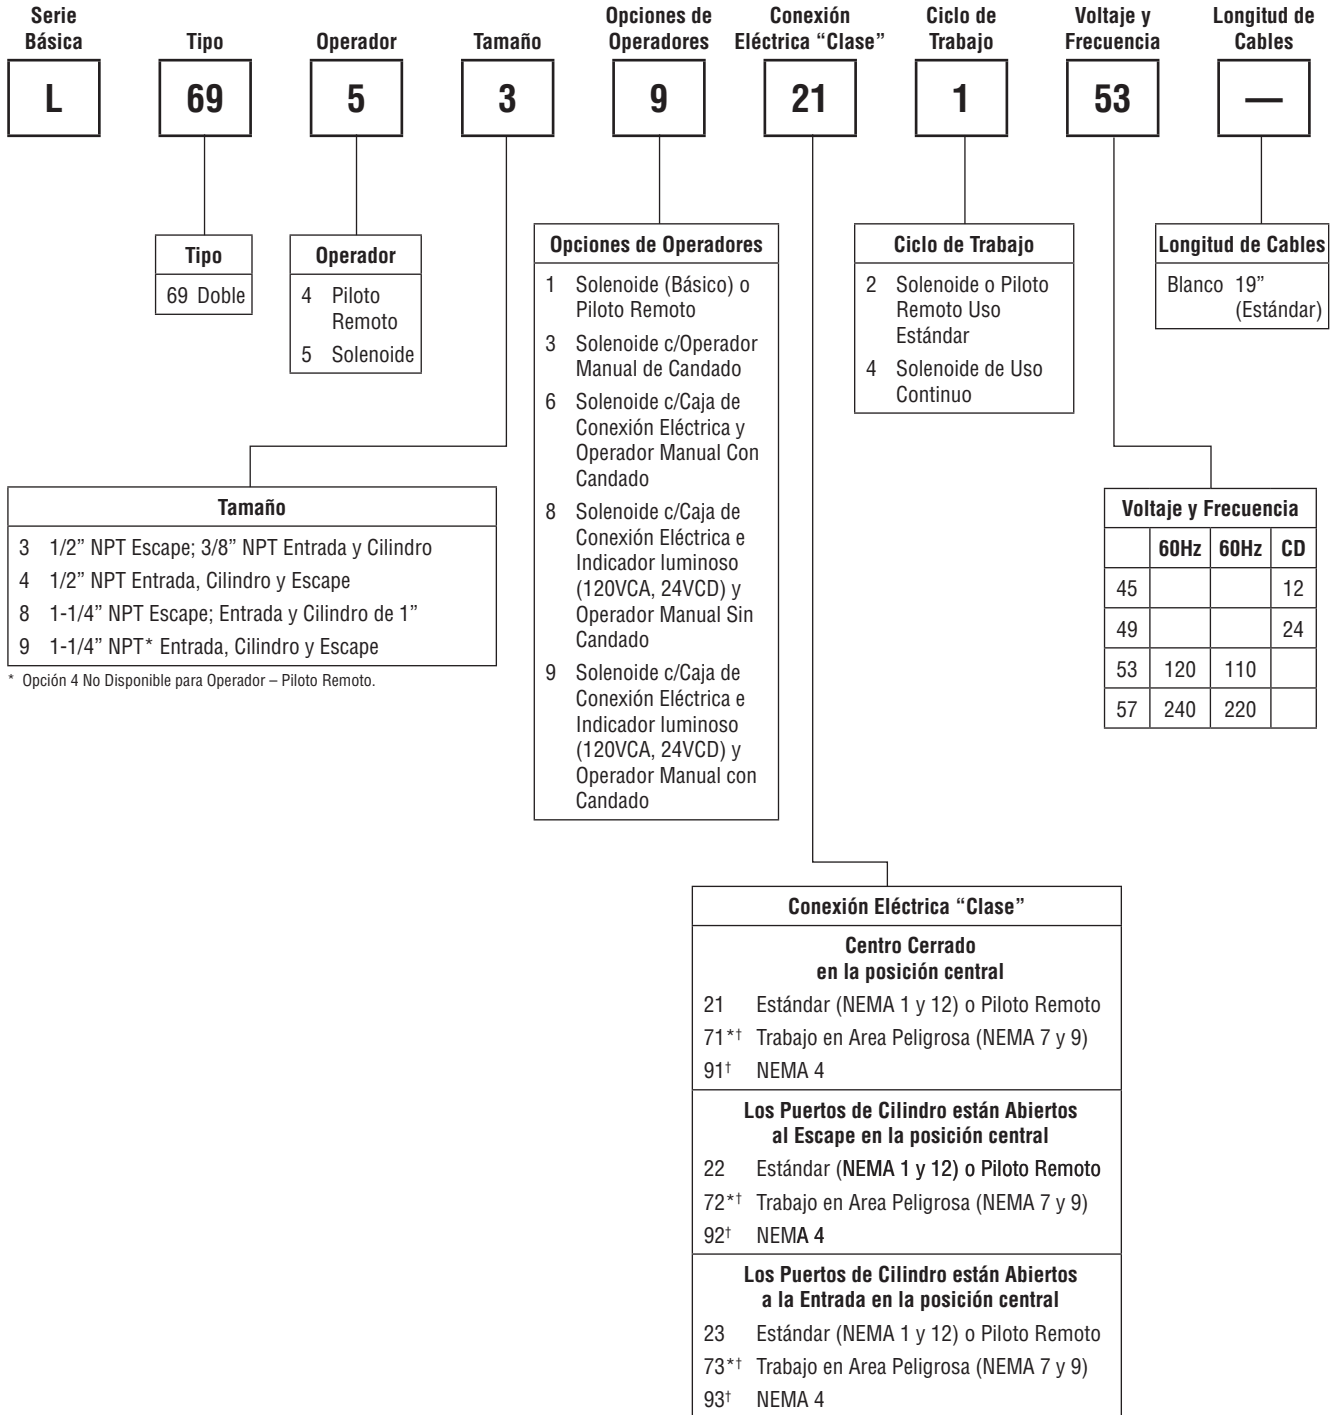 Serie
Básica
Tipo
Operador
Tamaño
Opciones de
Operadores
Conexión
Eléctrica “Clase”
Ciclo de
Trabajo
Voltaje y
Frecuencia
Longitud de
Cables
L
69
5
3
9
21
1
53
—
Tipo
69 Doble
Operador
4 Piloto
Remoto
5 Solenoide
Opciones de Operadores
1 Solenoide (Básico) o
Piloto Remoto
3 Solenoide c/Operador
Manual de Candado
6 Solenoide c/Caja de
Conexión Eléctrica y
Operador Manual Con
Candado
8 Solenoide c/Caja de
Conexión Eléctrica e
Indicador luminoso
(120VCA, 24VCD) y
Operador Manual Sin
Candado
9 Solenoide c/Caja de
Conexión Eléctrica e
Indicador luminoso
(120VCA, 24VCD) y
Operador Manual con
Candado
Ciclo de Trabajo
2 Solenoide o Piloto
Remoto Uso
Estándar
4 Solenoide de Uso
Continuo
Longitud de Cables
Blanco 19”
(Estándar)
Tamaño
3 1/2” NPT Escape; 3/8” NPT Entrada y Cilindro
4 1/2” NPT Entrada, Cilindro y Escape
8 1-1/4” NPT Escape; Entrada y Cilindro de 1”
9 1-1/4” NPT* Entrada, Cilindro y Escape
* Opción 4 No Disponible para Operador – Piloto Remoto.
Voltaje y Frecuencia
60Hz 60Hz CD
45 12
49 24
53 120 110
57 240 220
Conexión Eléctrica “Clase”
Centro Cerrado
en la posición central
21 Estándar (NEMA 1 y 12) o Piloto Remoto
71*† Trabajo en Area Peligrosa (NEMA 7 y 9)
91† NEMA 4
Los Puertos de Cilindro están Abiertos
al Escape en la posición central
22 Estándar (NEMA 1 y 12) o Piloto Remoto
72*† Trabajo en Area Peligrosa (NEMA 7 y 9)
92† NEMA 4
Los Puertos de Cilindro están Abiertos
a la Entrada en la posición central
23 Estándar (NEMA 1 y 12) o Piloto Remoto
73*† Trabajo en Area Peligrosa (NEMA 7 y 9)
93† NEMA 4